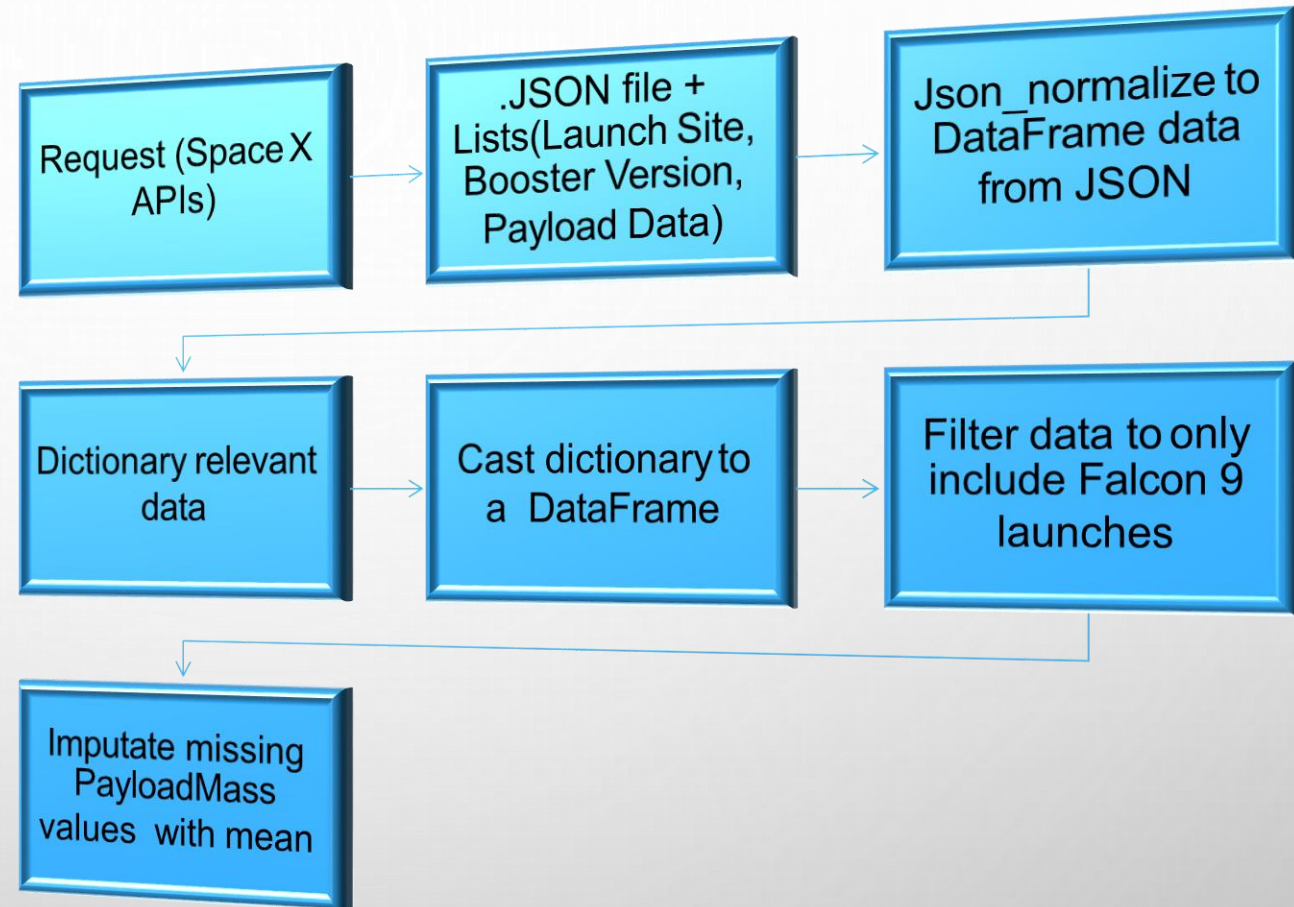 Request (Space X
APIs)
.JSON file +
Lists(Launch Site,
Booster Version,
Payload Data)
Json_normalize to
DataFrame data
from JSON
Dictionary relevant
data
Cast dictionary to
a DataFrame
Filter data to only
include Falcon 9
launches
Imputate missing
PayloadMass
values with mean